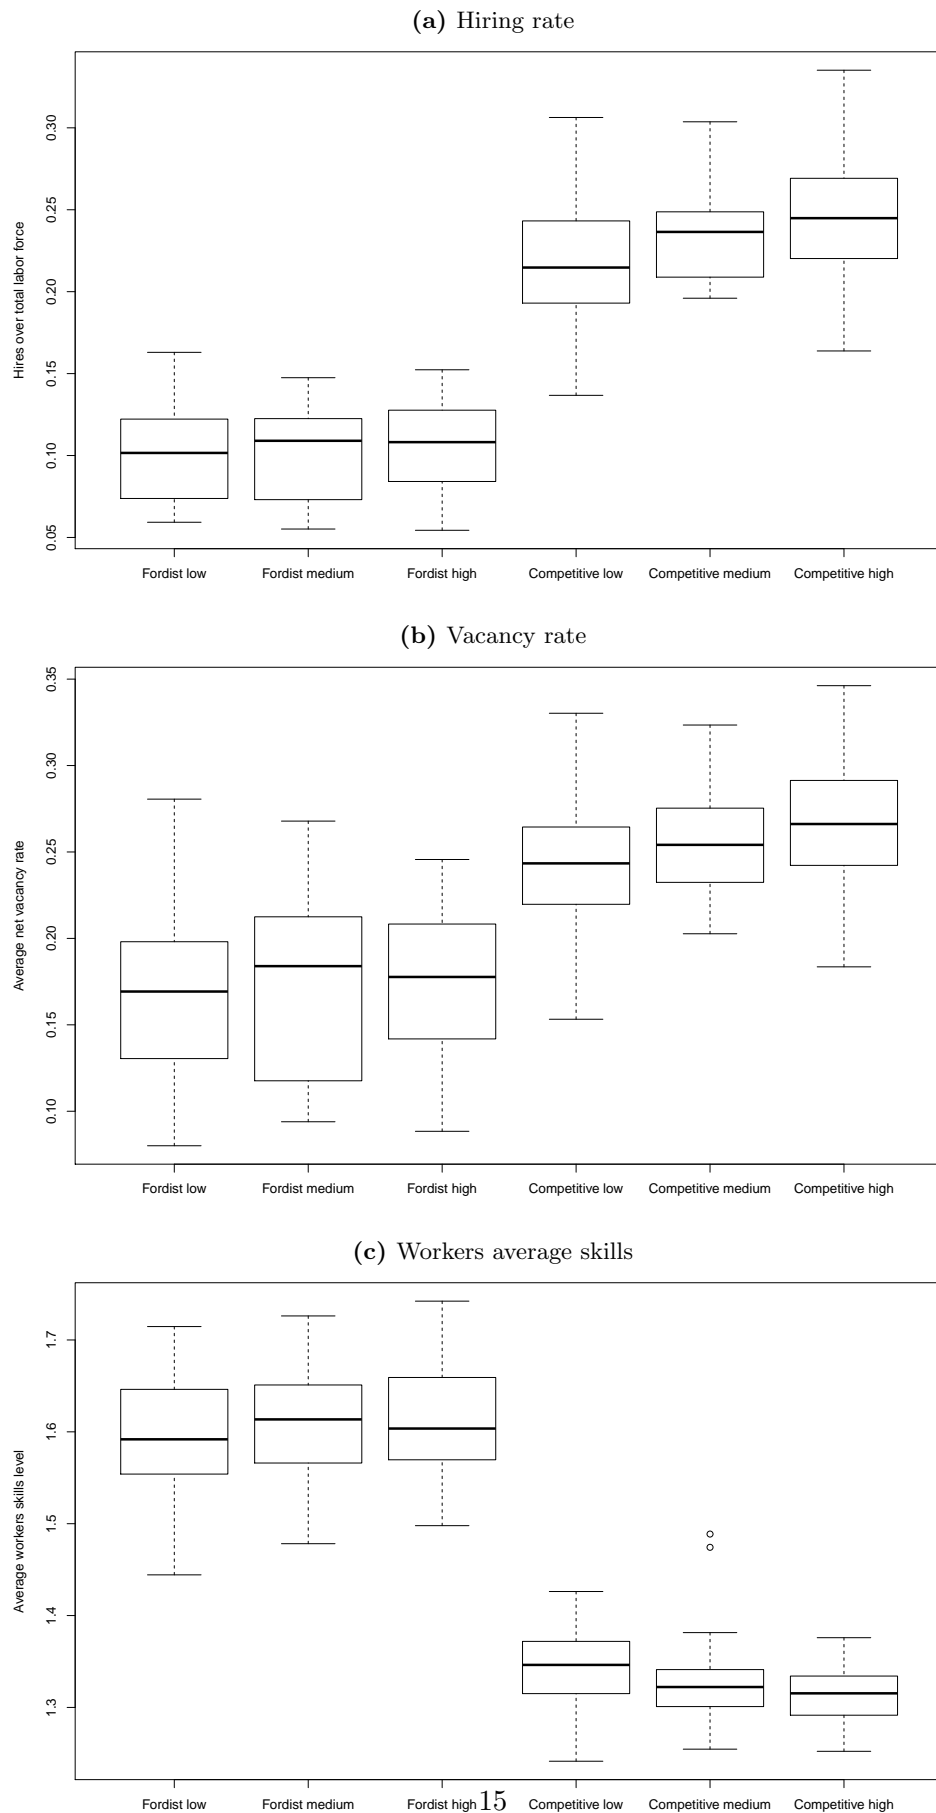 (a) Hiring rate
Hires over total labor force
0.30
0.25
0.20
0.15
0.10
0.05
Fordist low Fordist medium Fordist high Competitive low Competitive medium Competitive high
(b) Vacancy rate
Average net vacancy rate
0.35
0.30
0.25
0.20
0.15
0.10
Fordist low Fordist medium Fordist high Competitive low Competitive medium Competitive high
(c) Workers average skills
Average workers skills level
1.7
1.6
1.5
1.4
1.3
Fordist low Fordist medium Fordist high Competitive low Competitive medium Competitive high
15